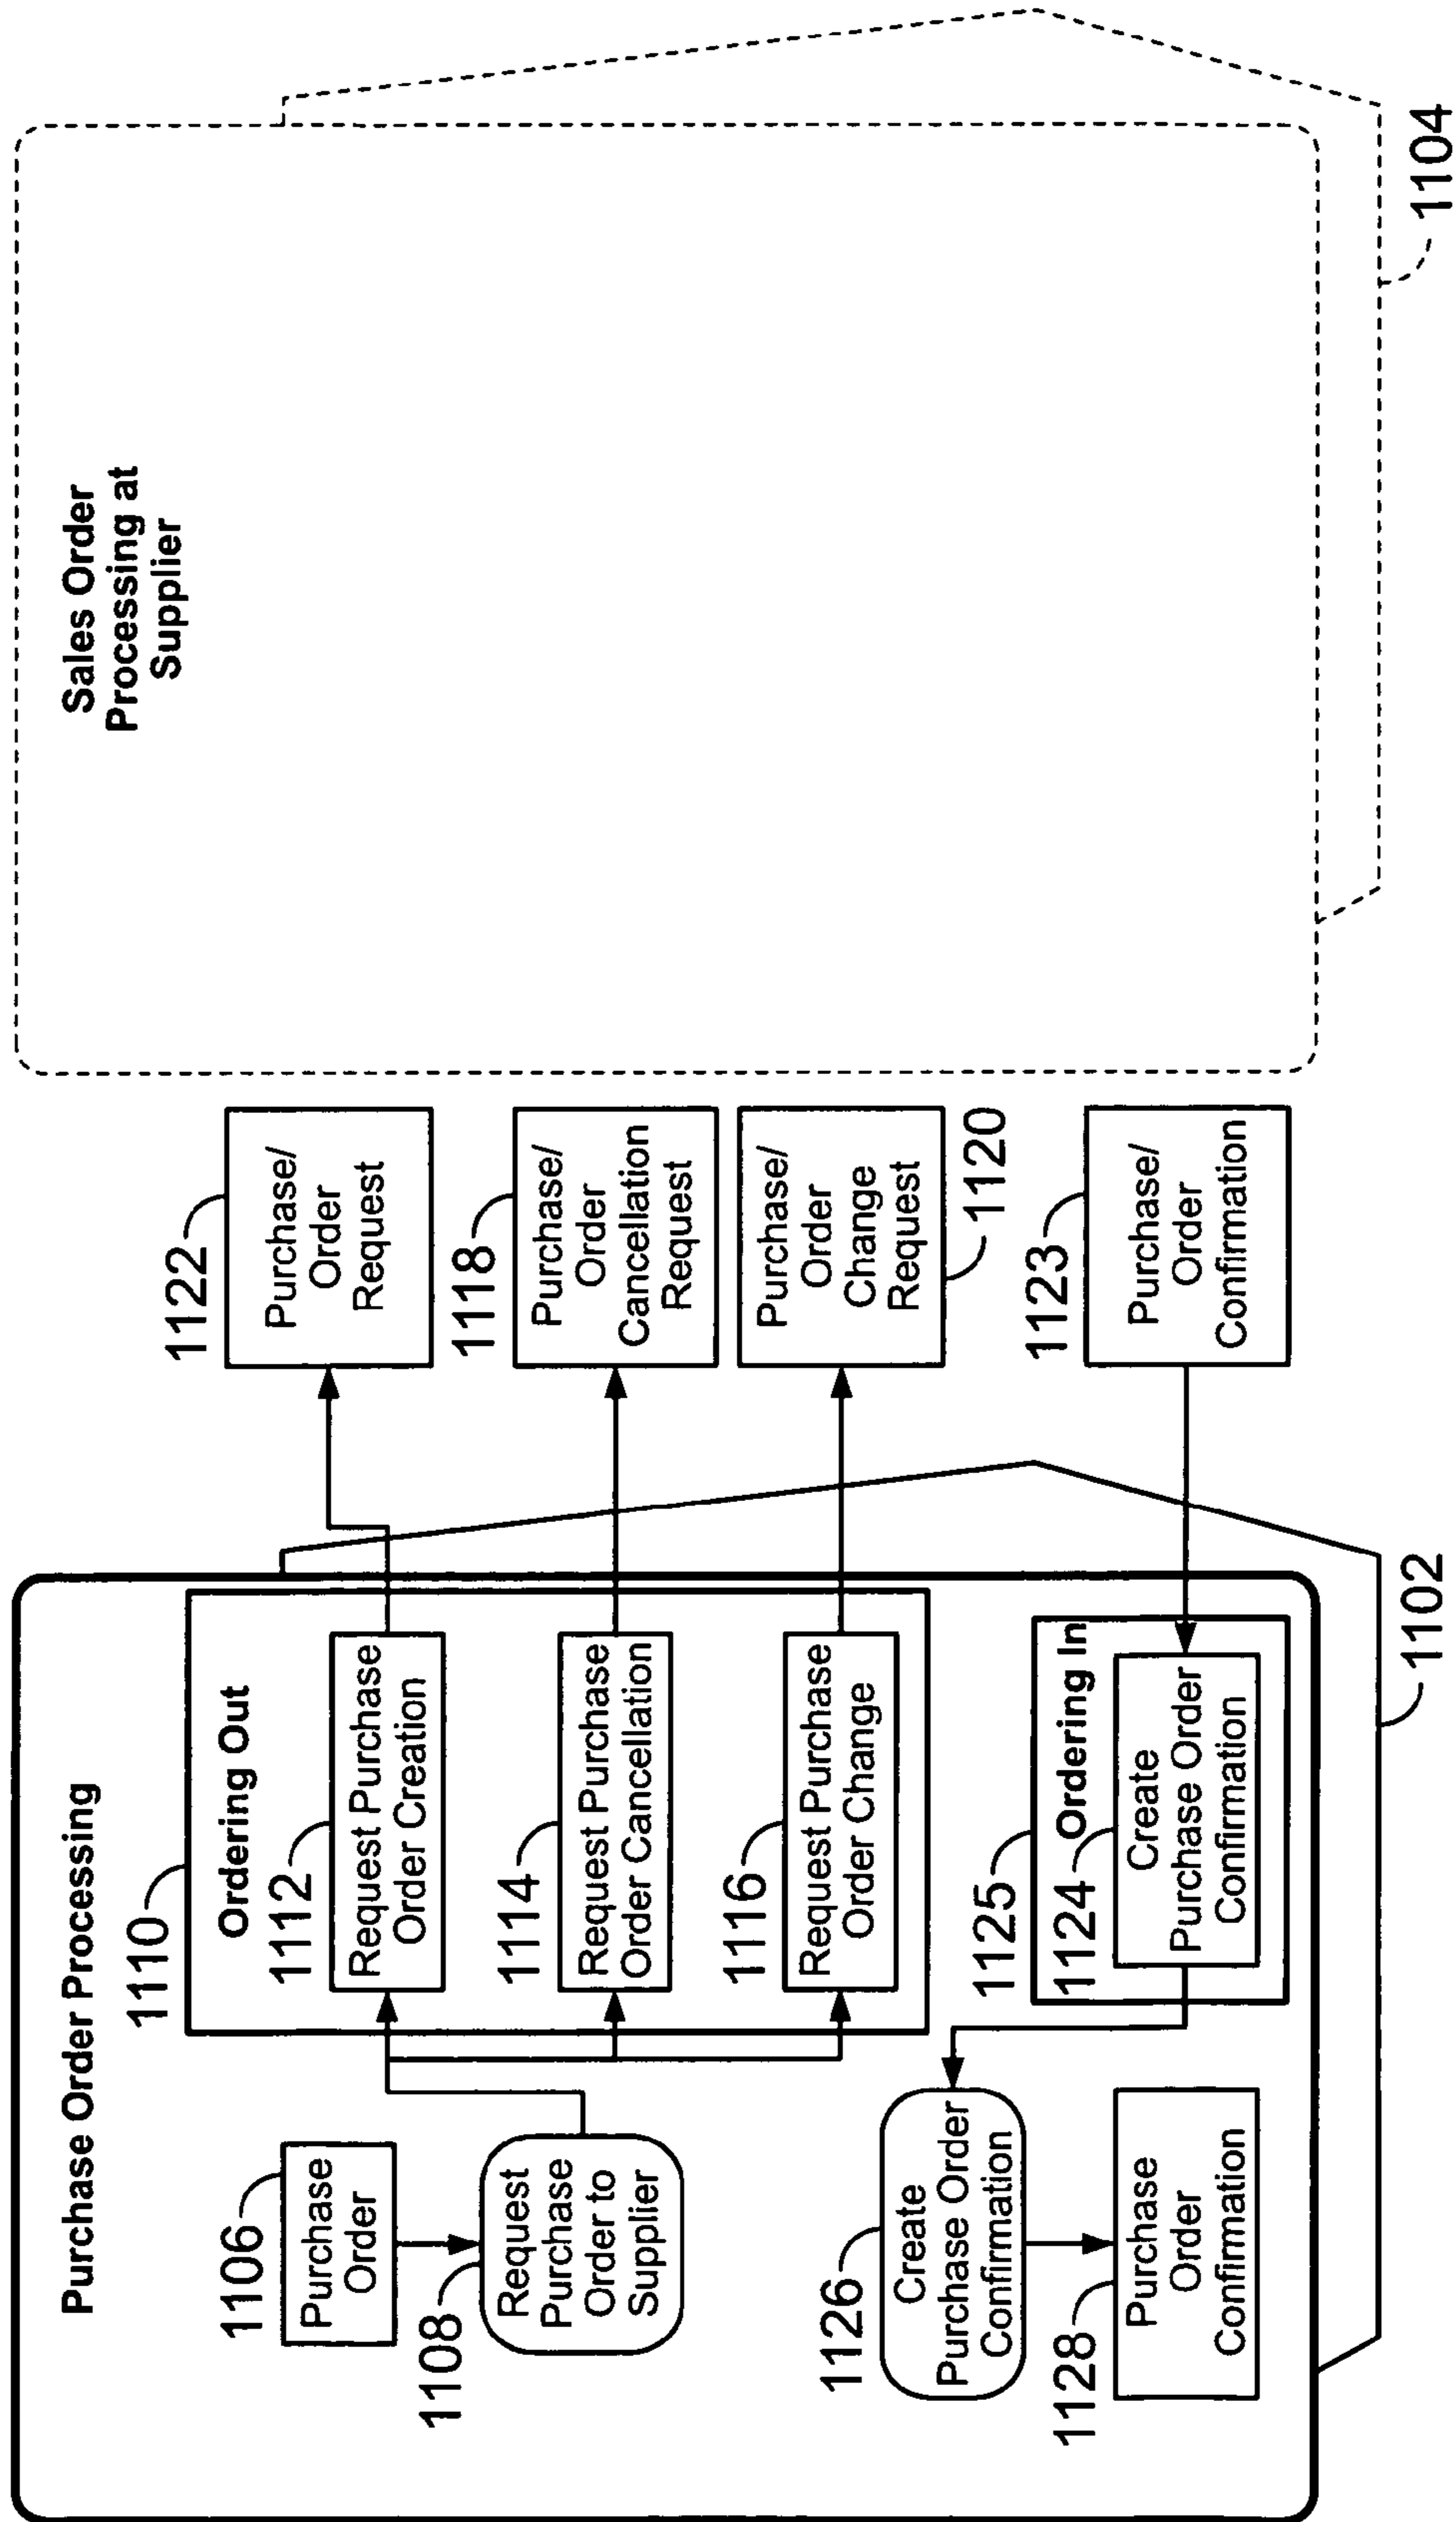 Purchase Order Processing
1106
Purchase
Order
1108
Request
Purchase
Order to
Supplier
1110
Ordering Out
1112
Request Purchase
Order Creation
1114
Request Purchase
Order Cancellation
1116
Request Purchase
Order Change
1125
Ordering In
1124
Create
Purchase Order
Confirmation
1126
Create
Purchase Order
Confirmation
1128
Purchase
Order
Confirmation
1102
1122
Purchase/
Order
Request
1118
Purchase/
Order
Cancellation
Request
Purchase/
Order
Change
Request
1120
1123
Purchase/
Order
Confirmation
Sales Order
Processing at
Supplier
1104